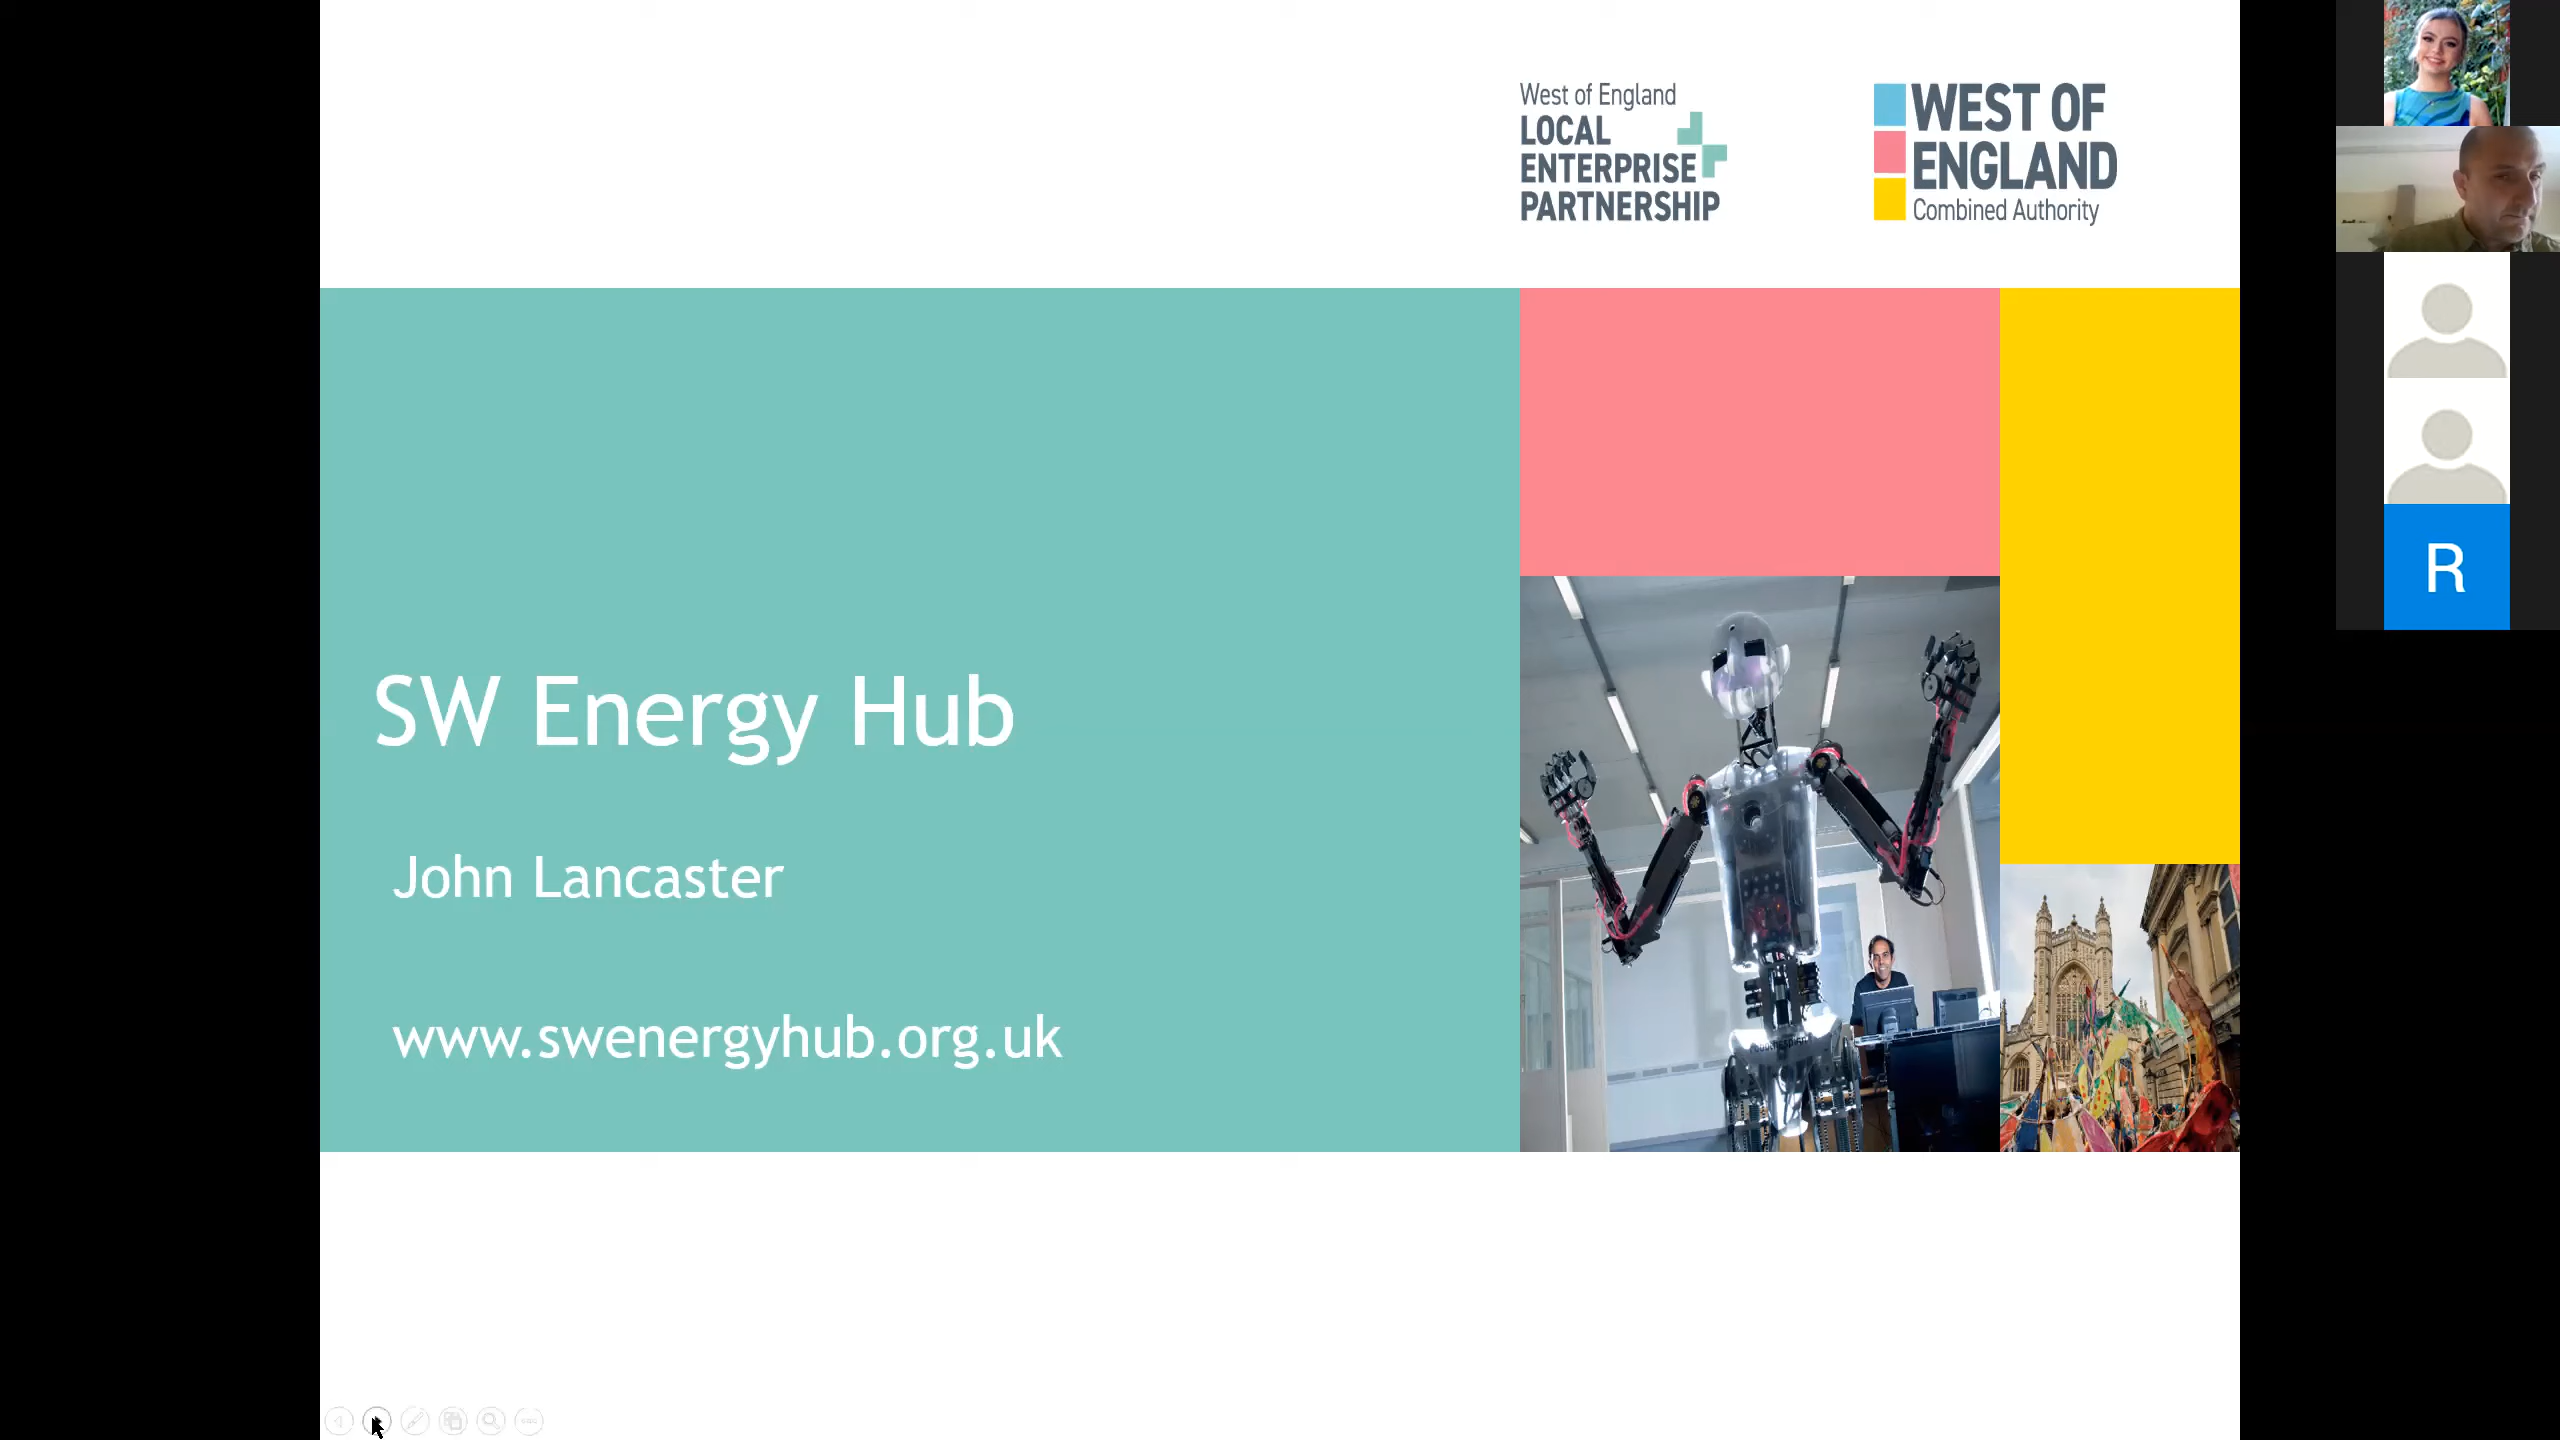 West of England
LOCAL
ENTERPRISE
PARTNERSHIP
WEST OF
ENGLAND
Combined Authority
R
SW Energy Hub
John Lancaster
www.swenergyhub.org.uk